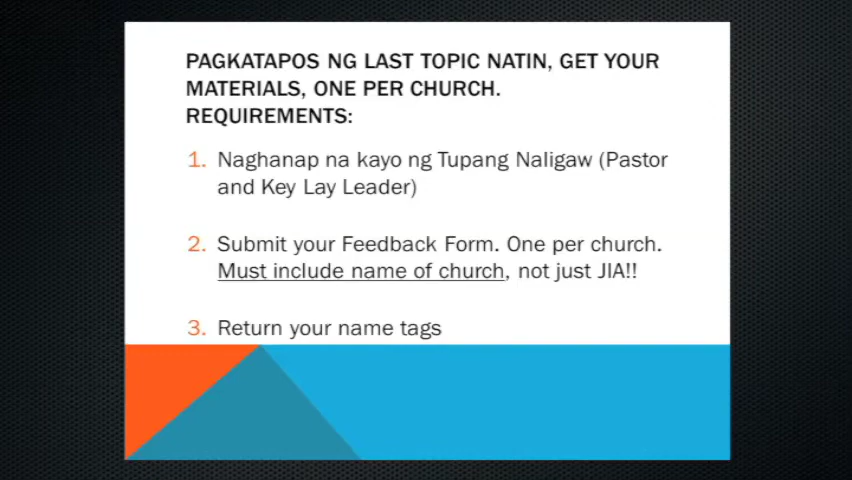 PAGKATAPOS NG LAST TOPIC NATIN, GET YOUR
MATERIALS, ONE PER CHURCH.
REQUIREMENTS:
1. Naghanap na kayo ng Tupang Naligaw (Pastor
and Key Lay Leader)
2. Submit your Feedback Form. One per church.
Must include name of church, not just JIA!!
3. Return your name tags